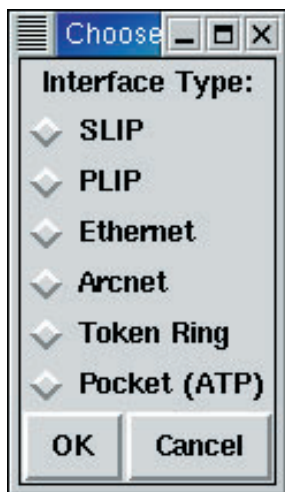 Choose
Interface Type:
SLIP
PLIP
Ethernet
Arcnet
Token Ring
Pocket (ATP)
OK
Cancel